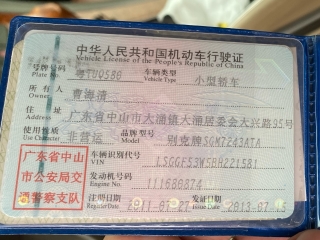 中华人民共和国机动车行驶证
Vehicle License of the People's Republic of China
号牌号码 粤TU0S80 车辆类型 小型轿车
Plate No. Vehicle Type
所有人
Owner
住址 广东省中山市大涌镇大涌居委会大兴路95号
Address
使用性质 非营运 品牌型号 别克牌SGM7243ATA
Use Character Model
广东省中山
市公安局交
通警察支队
车辆识别代号 LSGGF53W5BH221581
VIN
发动机号码 111680874
Engine No.
注册日期 2011-07-27 发证日期 2013-07
Register Date Issue Date